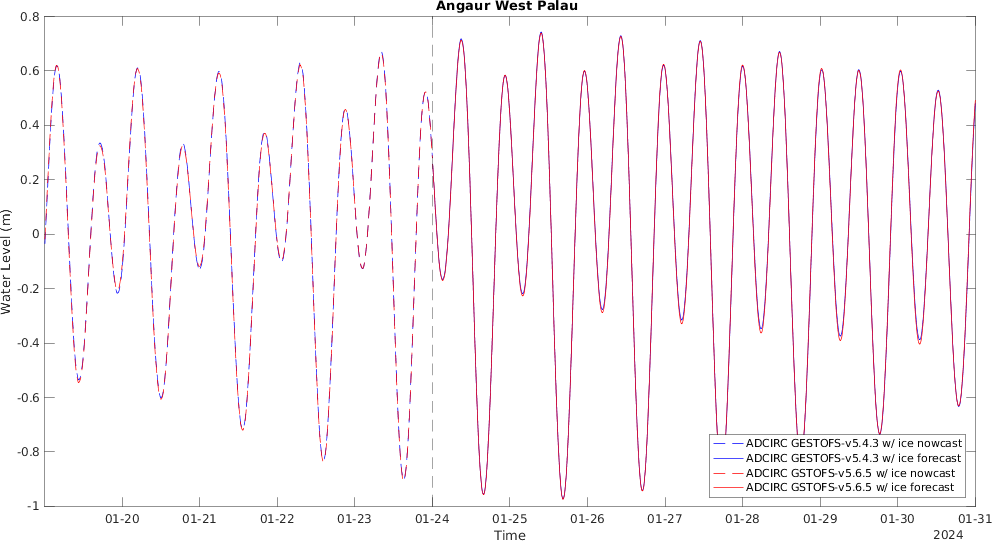 Angaur West Palau
0.8
0.6
0.4
0.2
0
-0.2
-0.4
-0.6
-0.8
-1
Water Level (m)
ADCIRC GESTOFS-v5.4.3 w/ ice nowcast
ADCIRC GESTOFS-v5.4.3 w/ ice forecast
ADCIRC GSTOFS-v5.6.5 w/ ice nowcast
ADCIRC GSTOFS-v5.6.5 w/ ice forecast
01-20 01-21 01-22 01-23 01-24 01-25 01-26 01-27 01-28 01-29 01-30 01-31
Time
2024